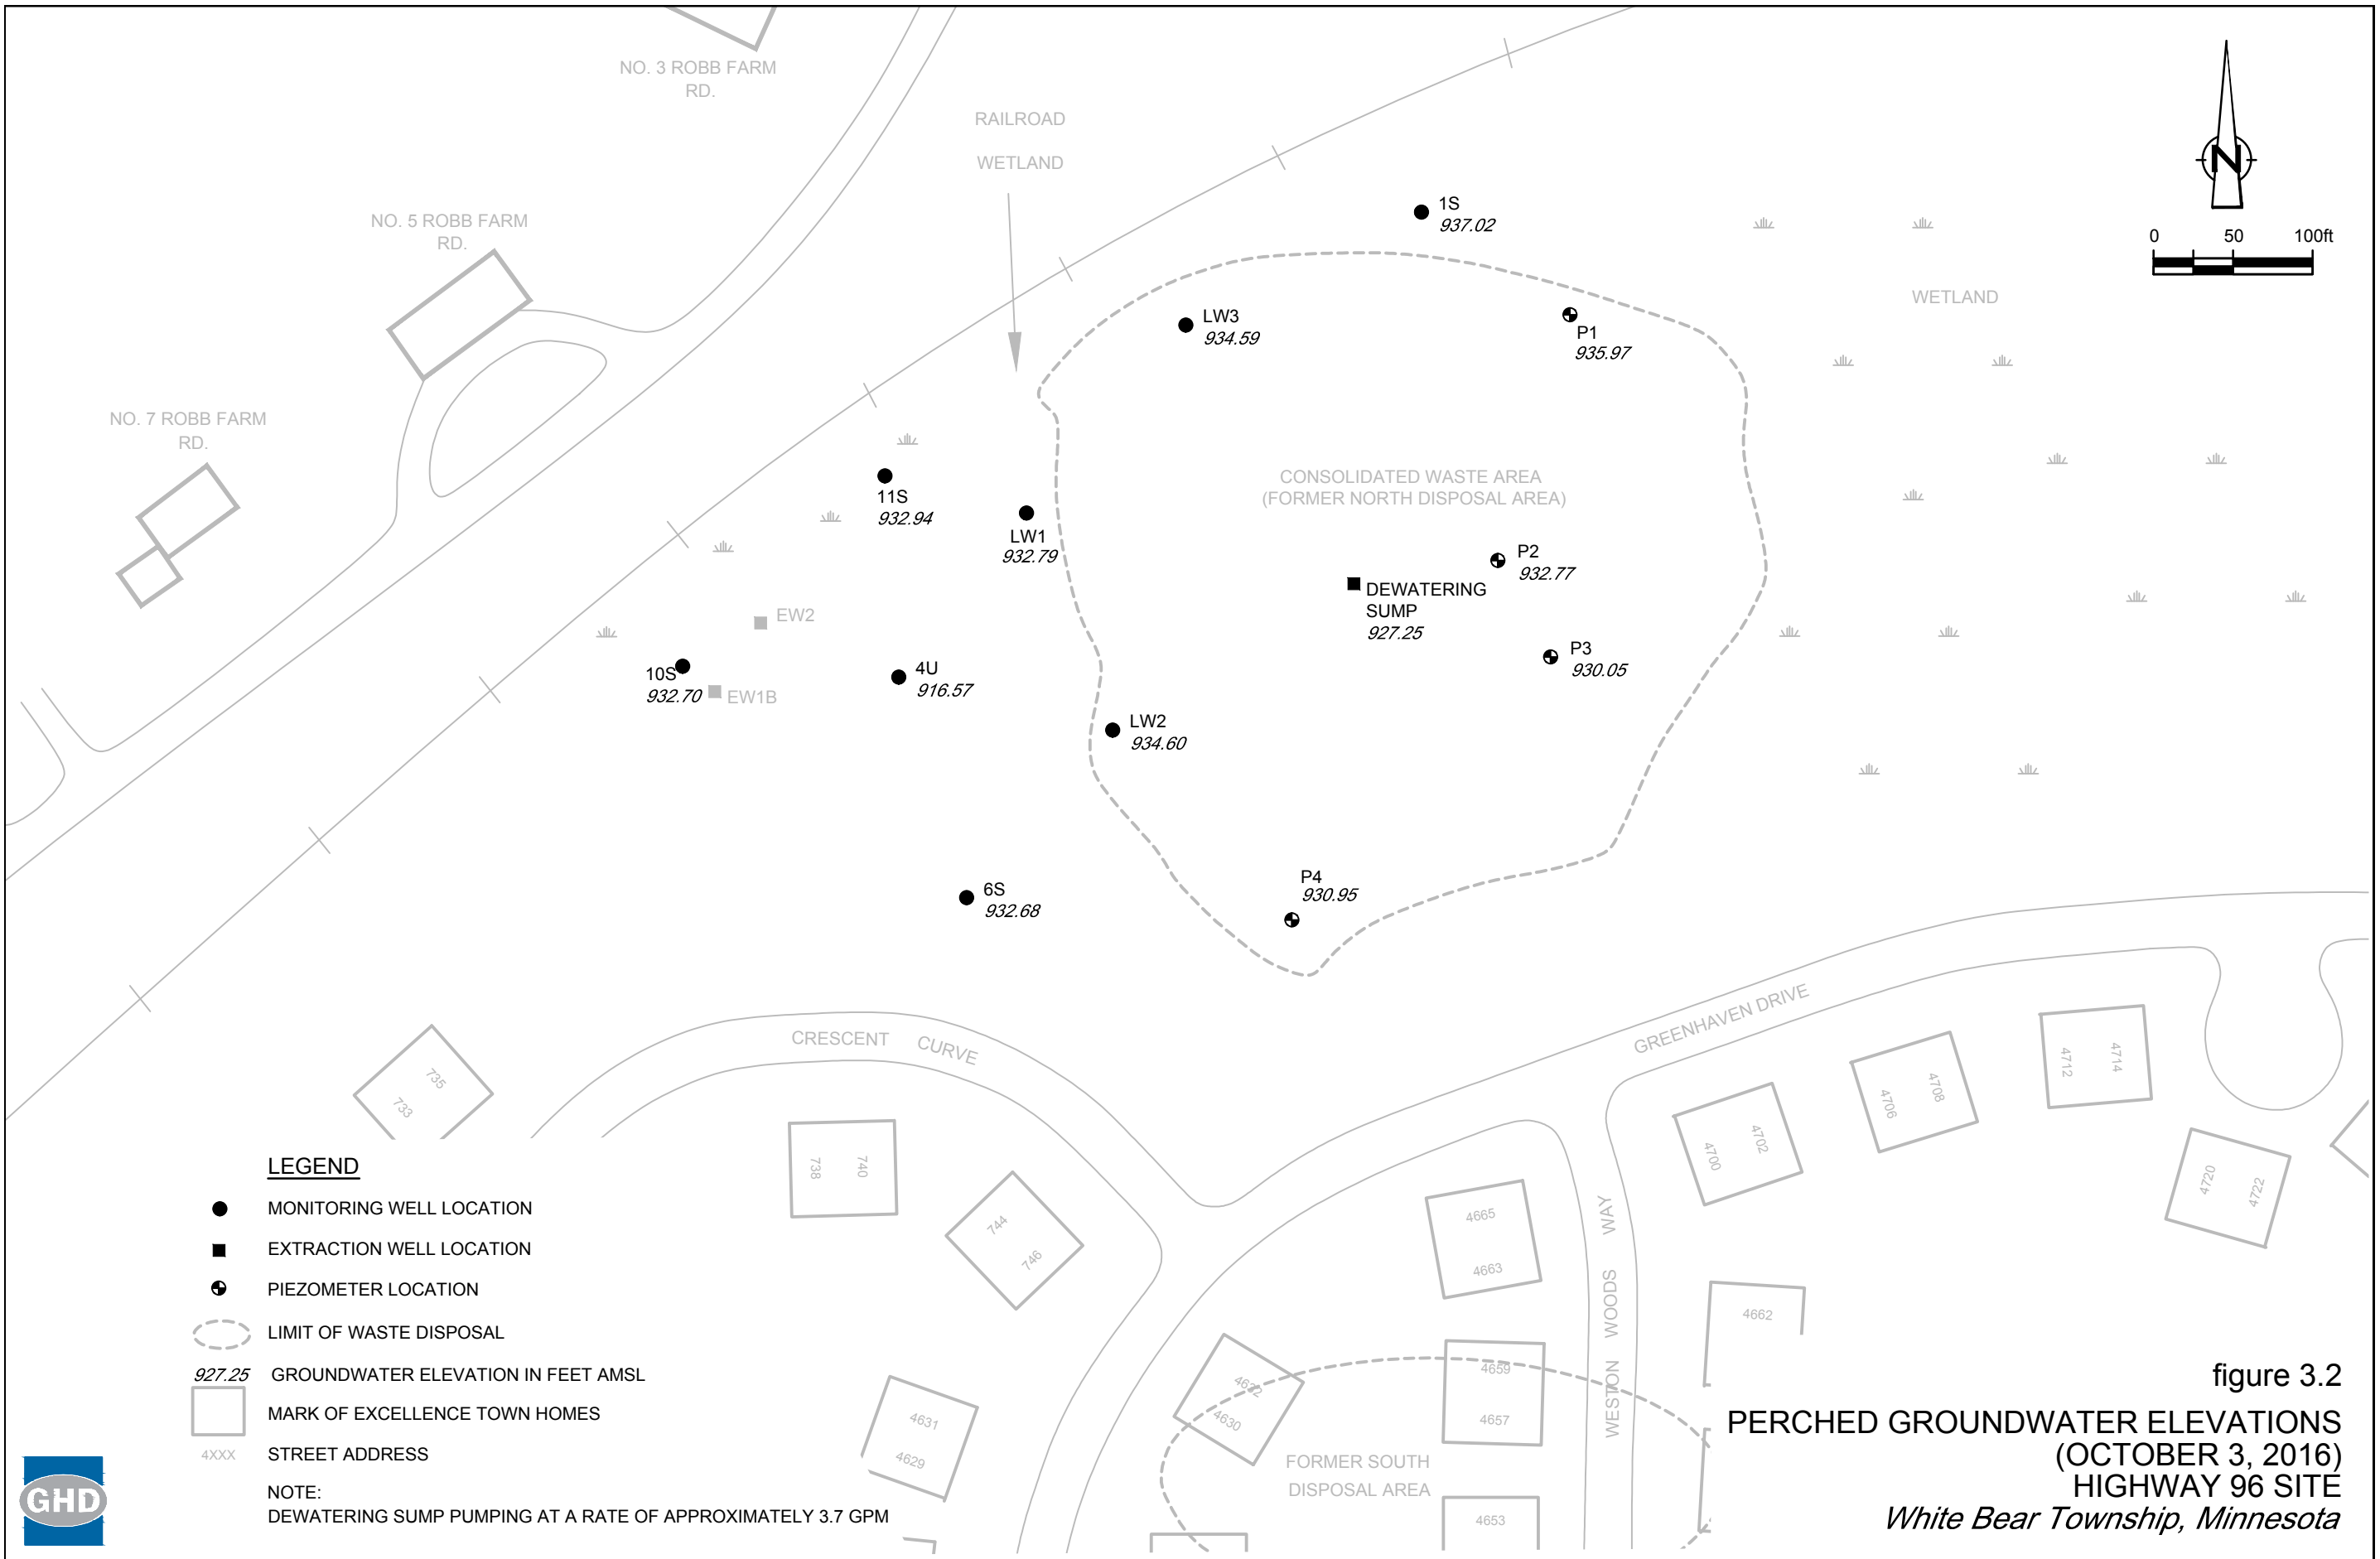 NO. 3 ROBB FARM
RD.
RAILROAD
WETLAND
N
0 50 100ft
NO. 5 ROBB FARM
RD.
1S
937.02
WETLAND
LW3
934.59
P1
935.97
NO. 7 ROBB FARM
RD.
CONSOLIDATED WASTE AREA
(FORMER NORTH DISPOSAL AREA)
11S
932.94
LW1
932.79
P2
932.77
DEWATERING
SUMP
927.25
EW2
P3
930.05
10S
932.70
EW1B
4U
916.57
LW2
934.60
6S
932.68
P4
930.95
CRESCENT CURVE
GREENHAVEN DRIVE
735
733
738
740
744
746
4712
4714
4706
4708
4700
4702
4720
4722
4665
4663
WESTON WOODS WAY
4662
4659
4657
4632
4630
4631
4629
FORMER SOUTH
DISPOSAL AREA
4653
LEGEND
MONITORING WELL LOCATION
EXTRACTION WELL LOCATION
PIEZOMETER LOCATION
LIMIT OF WASTE DISPOSAL
927.25 GROUNDWATER ELEVATION IN FEET AMSL
MARK OF EXCELLENCE TOWN HOMES
4XXX STREET ADDRESS
NOTE:
DEWATERING SUMP PUMPING AT A RATE OF APPROXIMATELY 3.7 GPM
GHD
figure 3.2
PERCHED GROUNDWATER ELEVATIONS
(OCTOBER 3, 2016)
HIGHWAY 96 SITE
White Bear Township, Minnesota